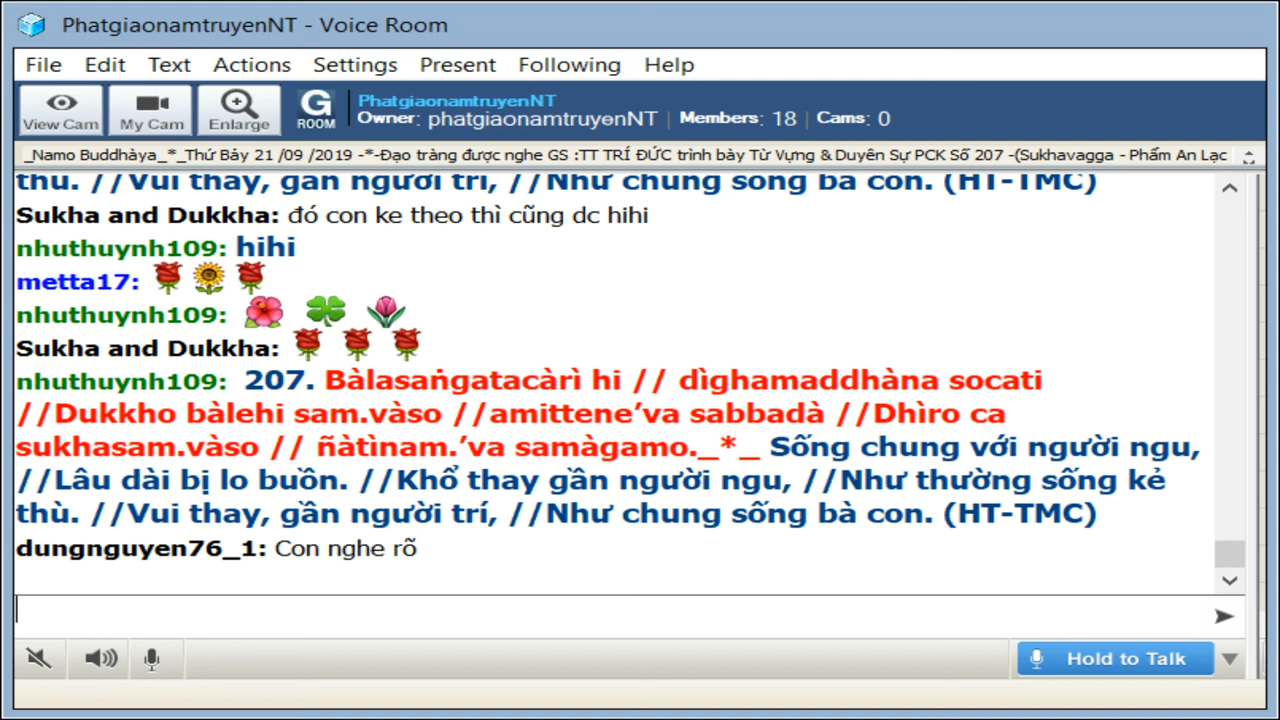 PhatgiaonamtruyenNT - Voice Room
File Edit Text Actions Settings Present Following Help
View Cam My Cam Enlarge G ROOM
PhatgiaonamtruyenNT
Owner: phatgiaonamtruyenNT | Members: 18 | Cams: 0
_Namo Buddhàya_*_Thứ Bảy 21 /09 /2019 -*-Đạo tràng được nghe GS :TT TRÍ ĐỨC trình bày Từ Vựng & Duyên Sự PCK Số 207 -(Sukhavagga - Phẩm An Lạc
thù. //Vui thay, gần người trí, //Như chung sống bà con. (HT-TMC)
Sukha and Dukkha: đó con ke theo thì cũng dc hihi
nhuthuynh109: hihi
metta17:
nhuthuynh109:
Sukha and Dukkha:
nhuthuynh109: 207. Bàlasaṅgatacàrì hi // dìghamaddhàna socati
//Dukkho bàlehi sam.vàso //amittene’va sabbadà //Dhìro ca
sukhasam.vàso // ñàtìnam.’va samàgamo._*_ Sống chung với người ngu,
//Lâu dài bị lo buồn. //Khổ thay gần người ngu, //Như thường sống kẻ
thù. //Vui thay, gần người trí, //Như chung sống bà con. (HT-TMC)
dungnguyen76_1: Con nghe rõ
Hold to Talk